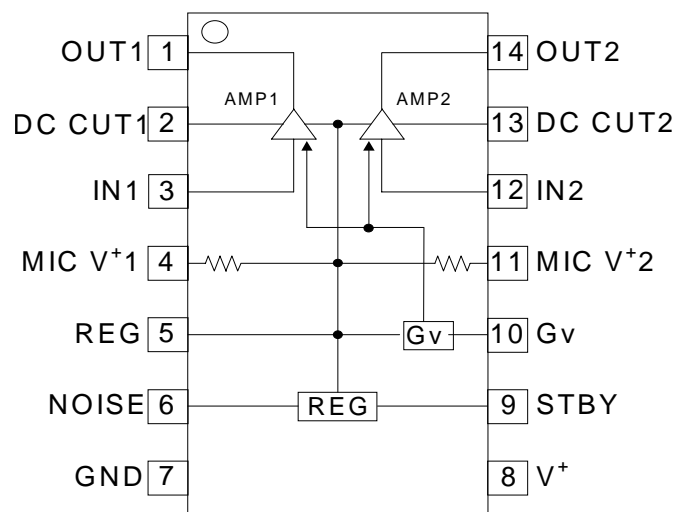 OUT1 1 14 OUT2
AMP1 AMP2
DC CUT1 2 13 DC CUT2
IN1 3 12 IN2
MIC V+1 4 11 MIC V+2
REG 5 Gv 10 Gv
NOISE 6 REG 9 STBY
GND 7 8 V+